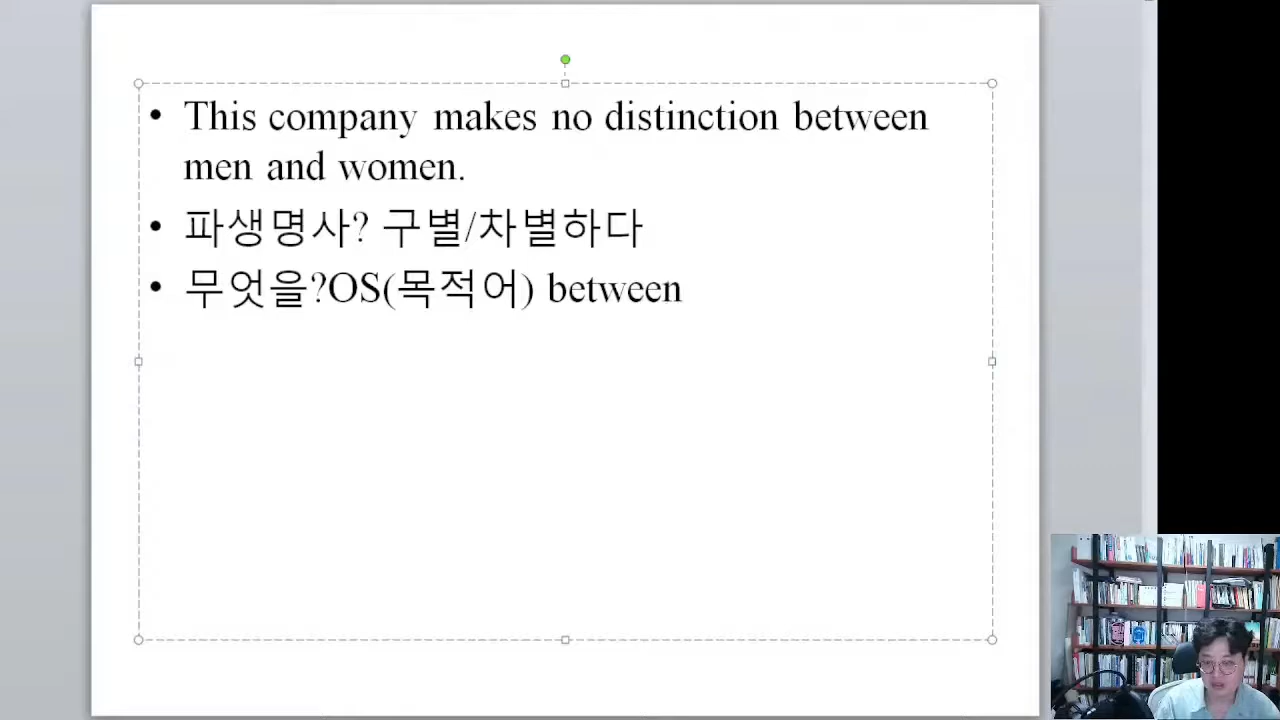 • This company makes no distinction between
men and women.
• 파생명사? 구별/차별하다
• 무엇을?OS(목적어) between